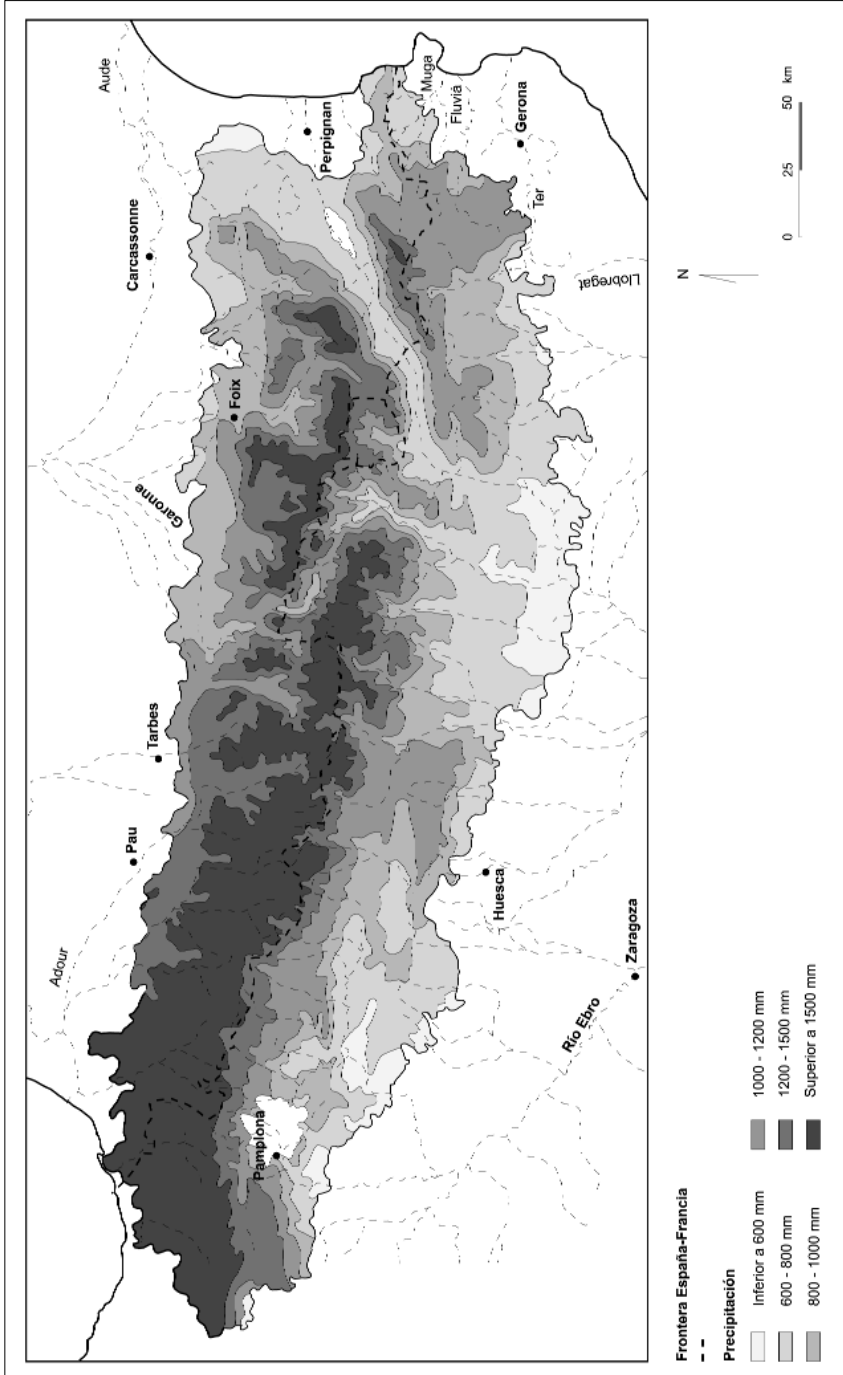 Aude
Carcassonne
Perpignan
Muga
Fluviá
Gerona
Ter
Llobregat
Foix
Garonne
Tarbes
Pau
Adour
Huesca
Zaragoza
Río Ebro
Pamplona
N
0 25 50 km
Frontera España-Francia
Precipitación
Inferior a 600 mm
600 - 800 mm
800 - 1000 mm
1000 - 1200 mm
1200 - 1500 mm
Superior a 1500 mm